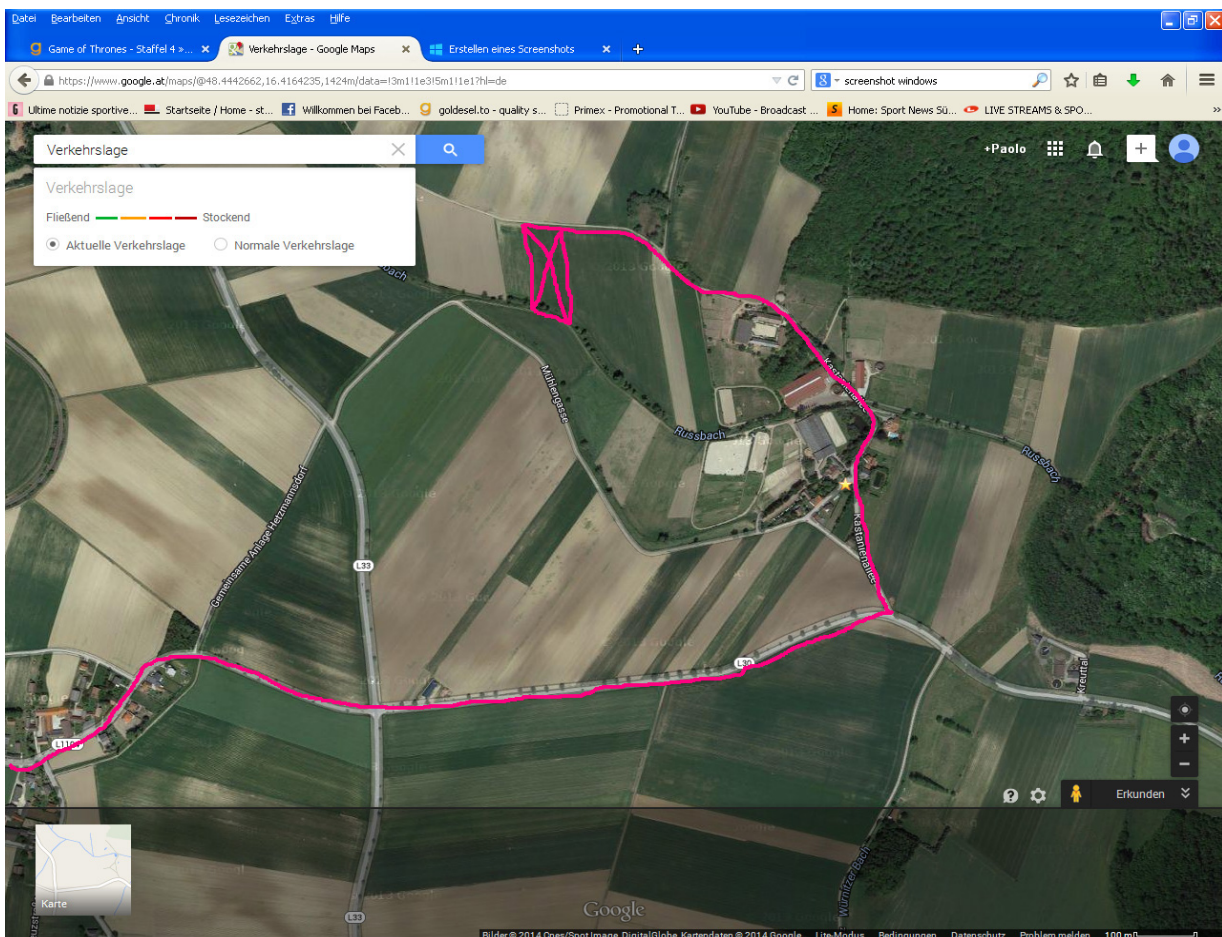 Datei Bearbeiten Ansicht Chronik Lesezeichen Extras Hilfe
Game of Thrones - Staffel 4 »...
Verkehrslage - Google Maps
Erstellen eines Screenshots
https://www.google.at/maps/@48.4442662,16.4164235,1424m/data=!3m1!1e3!5m1!1e1?hl=de
screenshot windows
Ultime notizie sportive...
Startseite / Home - st...
Willkommen bei Faceb...
goldesel.to - quality s...
Primex - Promotional T...
YouTube - Broadcast ...
Home: Sport News Sü...
LIVE STREAMS & SPO...
Verkehrslage
+Paolo
Verkehrslage
Fließend
Stockend
Aktuelle Verkehrslage
Normale Verkehrslage
Mühlengasse
Kastanienallee
Russbach
Russbach
Kastanienallee
Gemeinsame Anlage Hetzmannsdorf
L33
L30
Kreuttal
Erkunden
Karte
Würnitzer Bach
L33
Google
Bilder © 2014 Cnes/Spot Image, DigitalGlobe, Kartendaten © 2014 Google
Lite-Modus
Bedingungen
Datenschutz
Problem melden
100 m